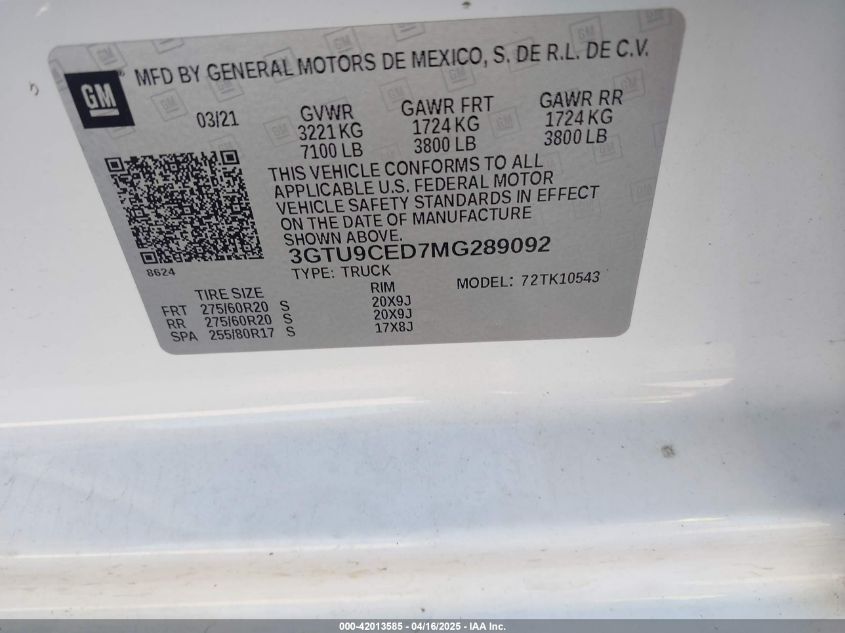 GM
MFD BY GENERAL MOTORS DE MEXICO, S. DE R.L. DE C.V.
03/21 GVWR GAWR FRT GAWR RR
3221 KG 1724 KG 1724 KG
7100 LB 3800 LB 3800 LB
THIS VEHICLE CONFORMS TO ALL
APPLICABLE U.S. FEDERAL MOTOR
VEHICLE SAFETY STANDARDS IN EFFECT
ON THE DATE OF MANUFACTURE
SHOWN ABOVE.
3GTU9CED7MG289092
8624
TYPE: TRUCK MODEL: 72TK10543
TIRE SIZE RIM
FRT 275/60R20 S 20X9J
RR 275/60R20 S 20X9J
SPA 255/80R17 S 17X8J
000-42013585 - 04/16/2025 - IAA Inc.